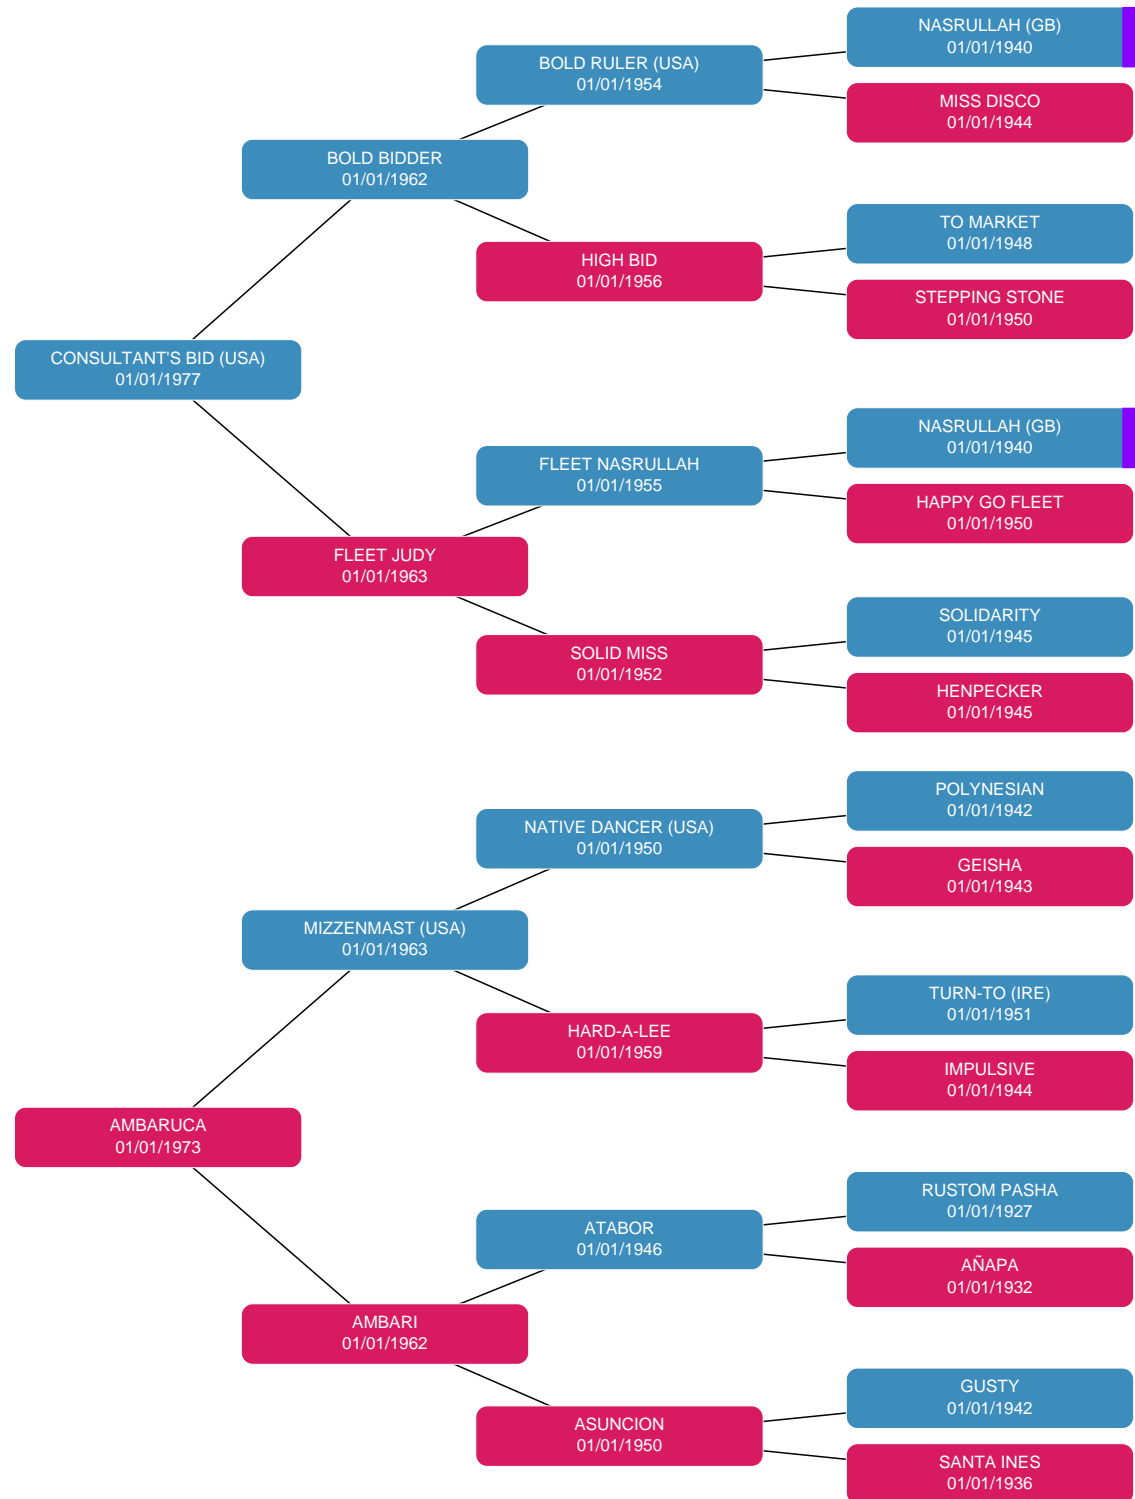 NASRULLAH (GB)
01/01/1940
BOLD RULER (USA)
01/01/1954
MISS DISCO
01/01/1944
BOLD BIDDER
01/01/1962
TO MARKET
01/01/1948
HIGH BID
01/01/1956
STEPPING STONE
01/01/1950
CONSULTANT'S BID (USA)
01/01/1977
NASRULLAH (GB)
01/01/1940
FLEET NASRULLAH
01/01/1955
HAPPY GO FLEET
01/01/1950
FLEET JUDY
01/01/1963
SOLIDARITY
01/01/1945
SOLID MISS
01/01/1952
HENPECKER
01/01/1945
POLYNESIAN
01/01/1942
NATIVE DANCER (USA)
01/01/1950
GEISHA
01/01/1943
MIZZENMAST (USA)
01/01/1963
TURN-TO (IRE)
01/01/1951
HARD-A-LEE
01/01/1959
IMPULSIVE
01/01/1944
AMBARUCA
01/01/1973
RUSTOM PASHA
01/01/1927
ATABOR
01/01/1946
AÑAPA
01/01/1932
AMBARI
01/01/1962
GUSTY
01/01/1942
ASUNCION
01/01/1950
SANTA INES
01/01/1936